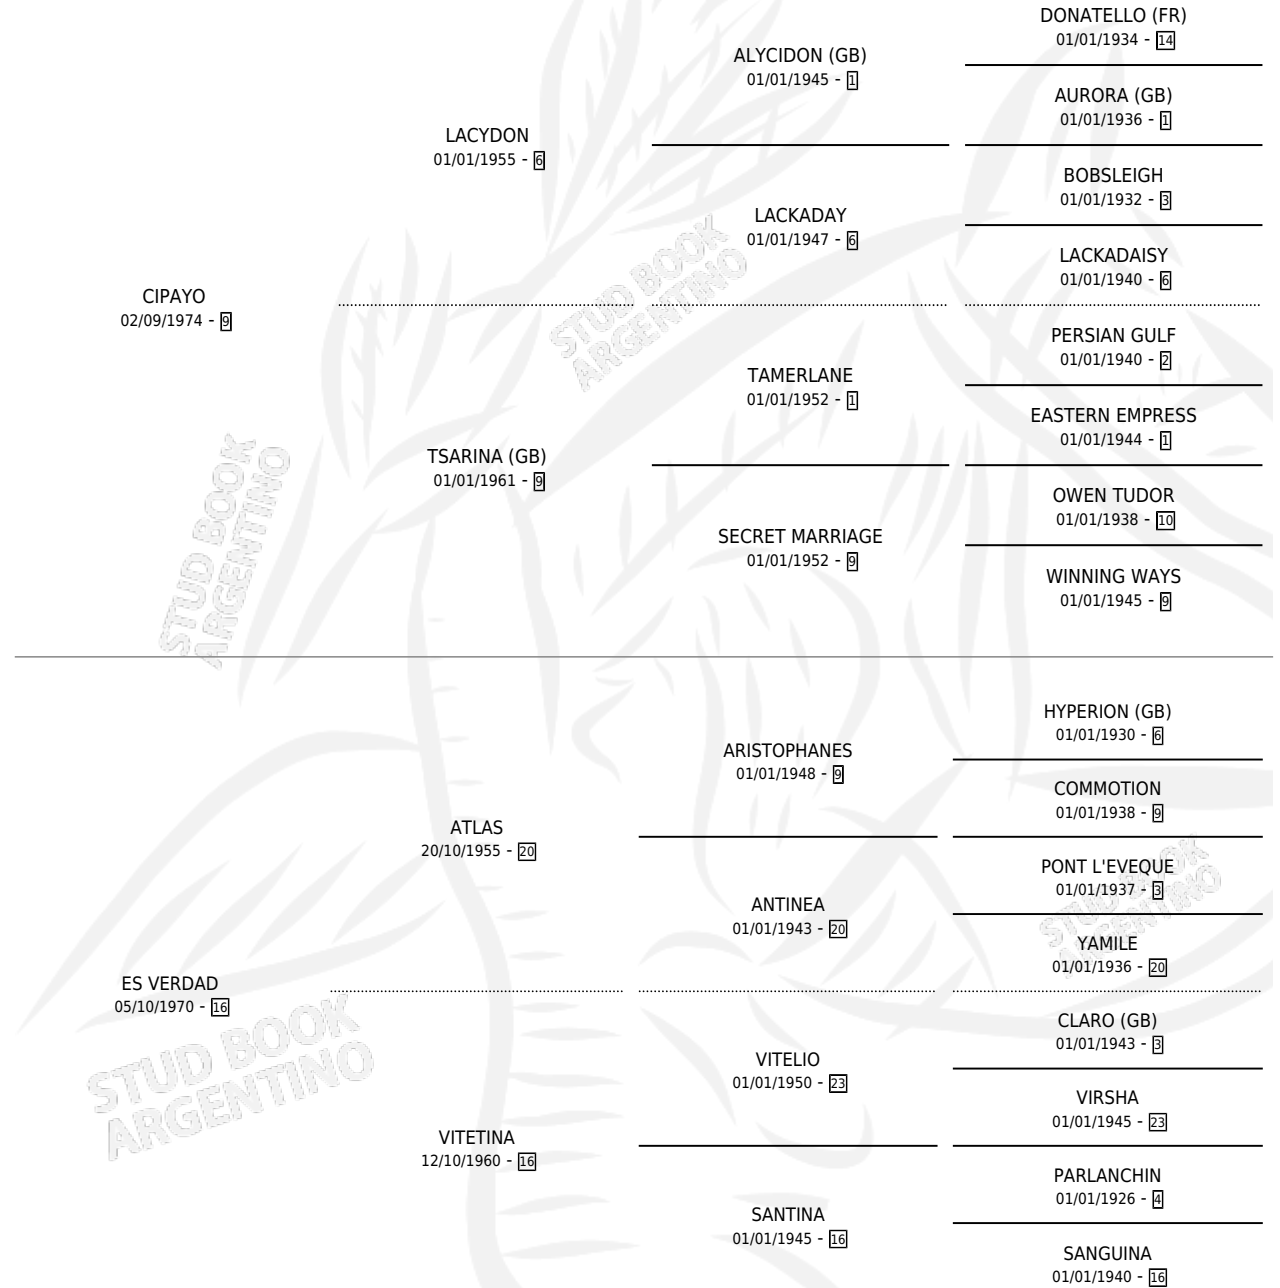 DONATELLO (FR)
01/01/1934 - 14
ALYCIDON (GB)
01/01/1945 - 1
AURORA (GB)
01/01/1936 - 1
LACYDON
01/01/1955 - 6
BOBSLEIGH
01/01/1932 - 3
LACKADAY
01/01/1947 - 6
LACKADAISY
01/01/1940 - 6
CIPAYO
02/09/1974 - 9
PERSIAN GULF
01/01/1940 - 2
TAMERLANE
01/01/1952 - 1
EASTERN EMPRESS
01/01/1944 - 1
TSARINA (GB)
01/01/1961 - 9
OWEN TUDOR
01/01/1938 - 10
SECRET MARRIAGE
01/01/1952 - 9
WINNING WAYS
01/01/1945 - 9
HYPERION (GB)
01/01/1930 - 6
ARISTOPHANES
01/01/1948 - 9
COMMOTION
01/01/1938 - 9
ATLAS
20/10/1955 - 20
PONT L'EVEQUE
01/01/1937 - 3
ANTINEA
01/01/1943 - 20
YAMILE
01/01/1936 - 20
ES VERDAD
05/10/1970 - 16
CLARO (GB)
01/01/1943 - 3
VITELIO
01/01/1950 - 23
VIRSHA
01/01/1945 - 23
VITETINA
12/10/1960 - 16
PARLANCHIN
01/01/1926 - 4
SANTINA
01/01/1945 - 16
SANGUINA
01/01/1940 - 16
STUD BOOK
ARGENTINO
STUD BOOK
ARGENTINO
STUD BOOK
ARGENTINO
STUD BOOK
ARGENTINO